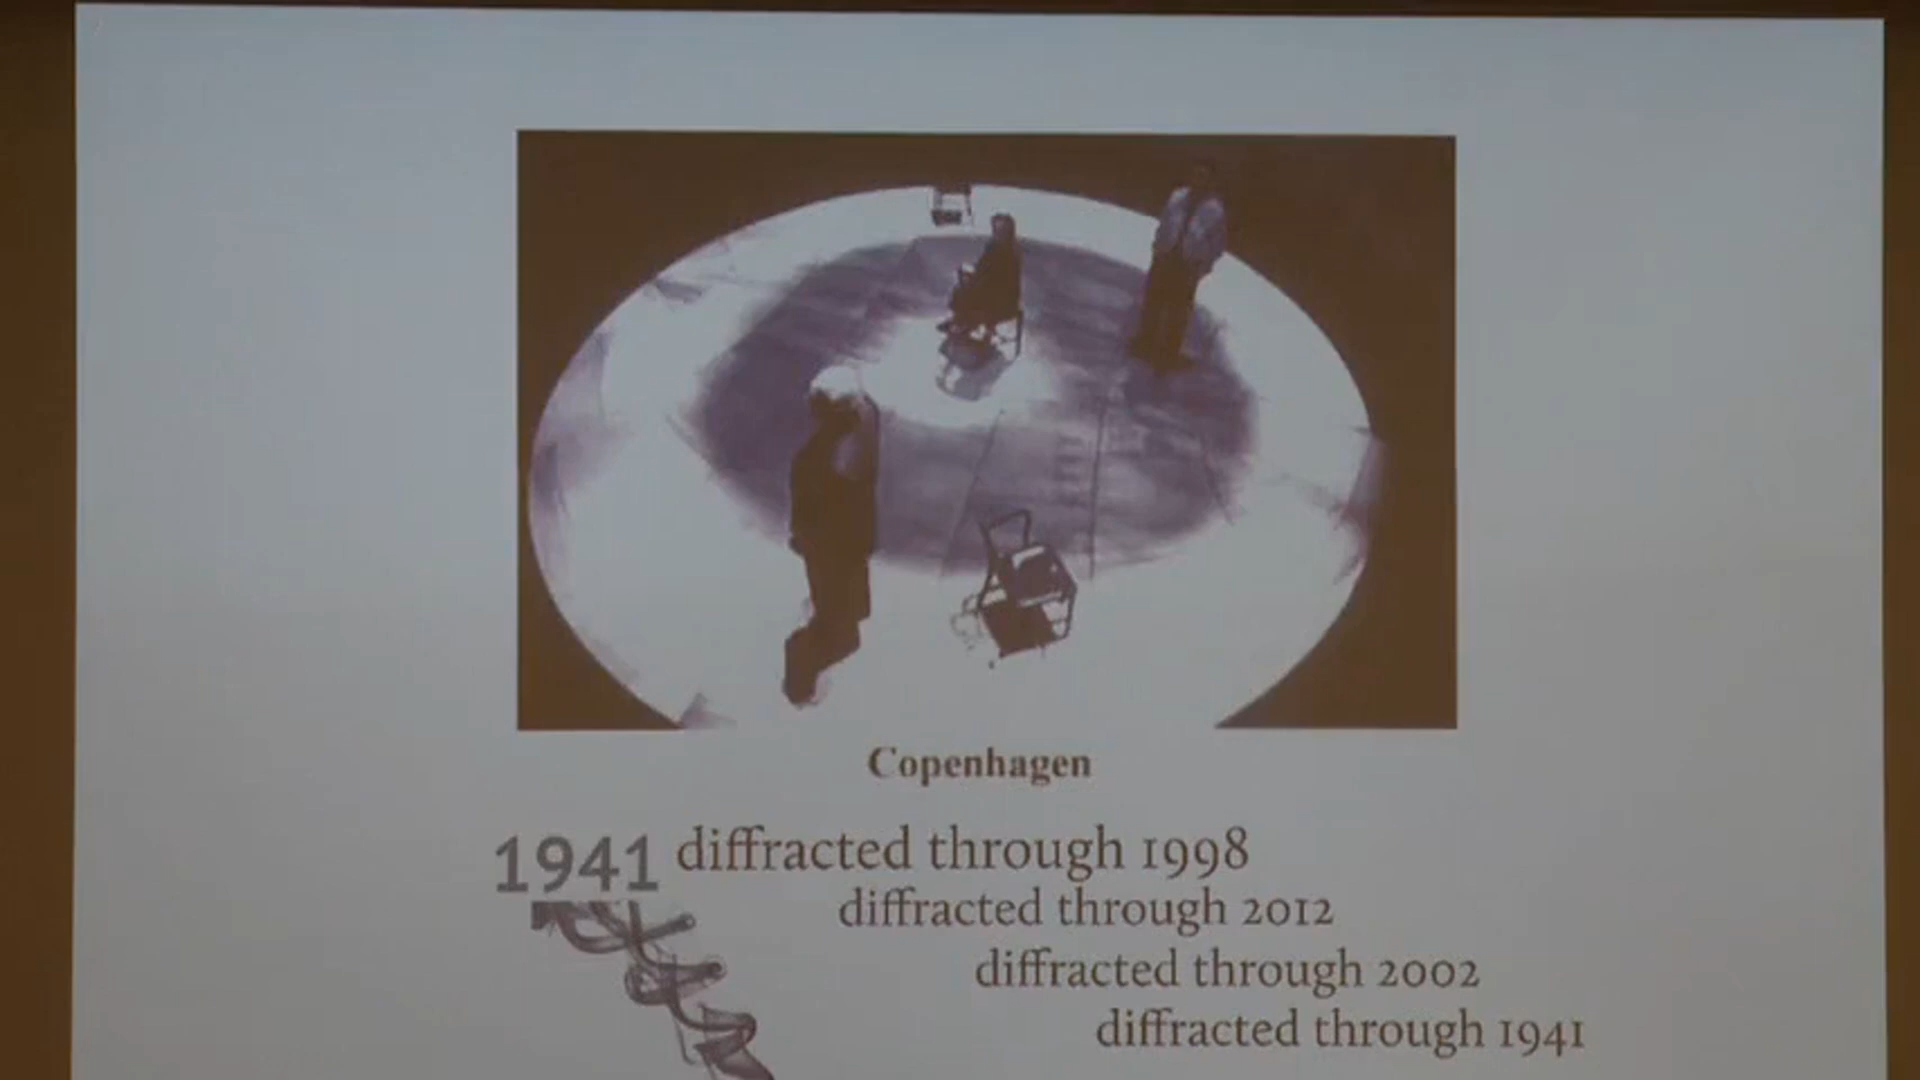 Copenhagen
1941 diffracted through 1998
diffracted through 2012
diffracted through 2002
diffracted through 1941